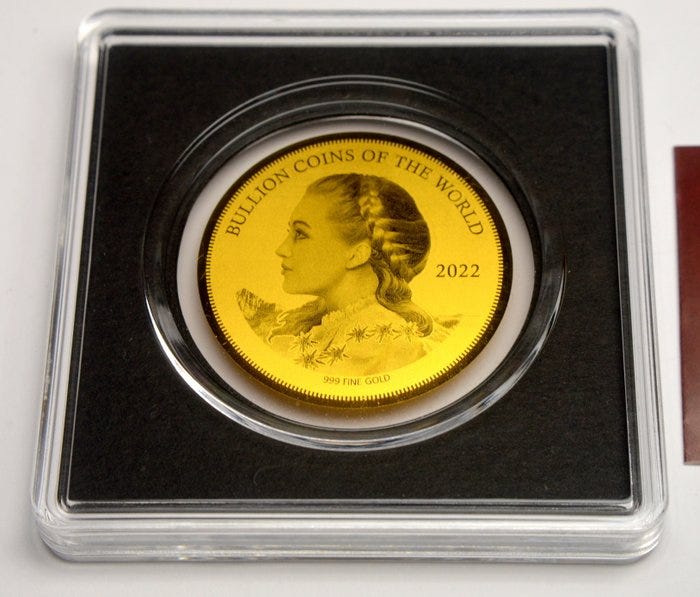 BULLION COINS OF THE WORLD
2022
999 FINE GOLD